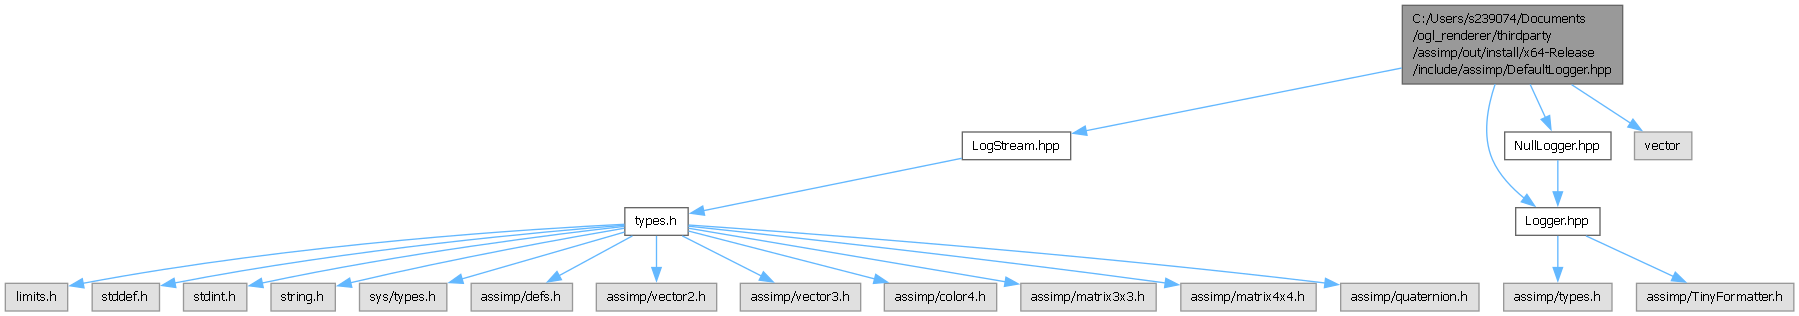 C:/Users/s239074/Documents
/ogl_renderer/thirdparty
/assimp/out/install/x64-Release
/include/assimp/DefaultLogger.hpp
LogStream.hpp
NullLogger.hpp
vector
types.h
Logger.hpp
limits.h
stddef.h
stdint.h
string.h
sys/types.h
assimp/defs.h
assimp/vector2.h
assimp/vector3.h
assimp/color4.h
assimp/matrix3x3.h
assimp/matrix4x4.h
assimp/quaternion.h
assimp/types.h
assimp/TinyFormatter.h